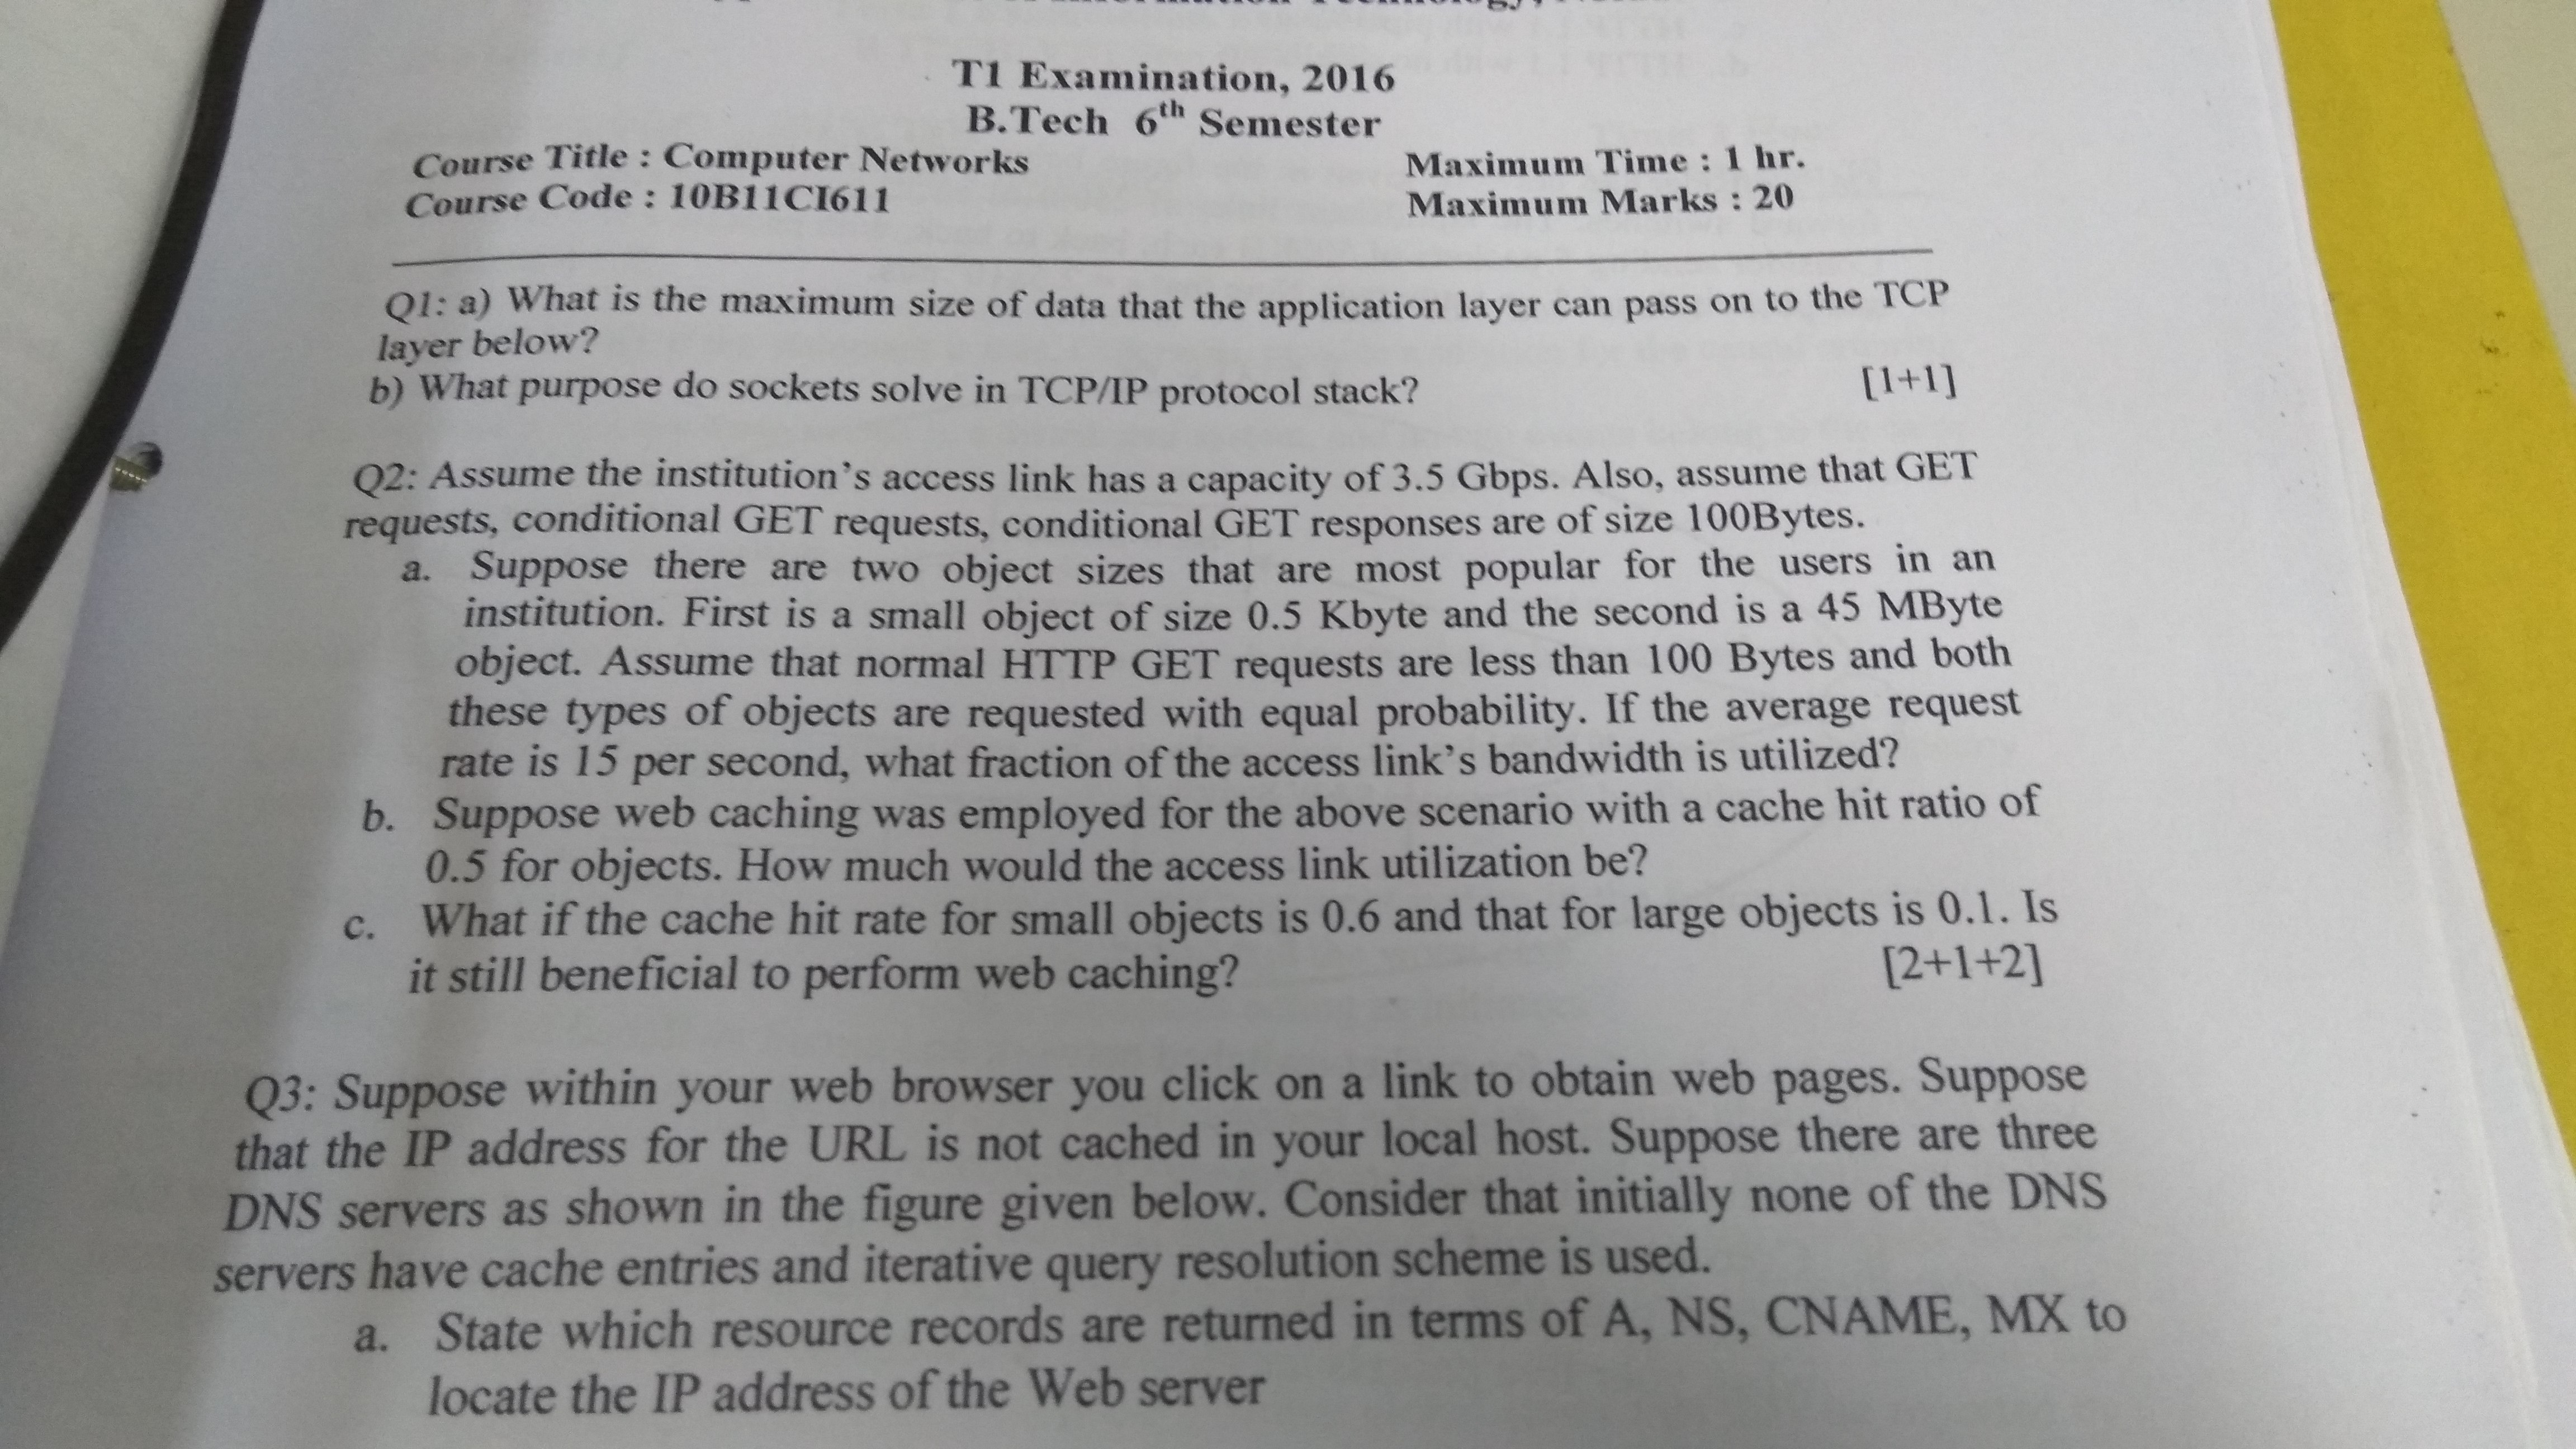 Information Technology,
T1 Examination, 2016
B.Tech 6th Semester
Course Title : Computer Networks Maximum Time : 1 hr.
Course Code : 10B11CI611 Maximum Marks : 20
Q1: a) What is the maximum size of data that the application layer can pass on to the TCP
layer below?
b) What purpose do sockets solve in TCP/IP protocol stack? [1+1]
Q2: Assume the institution's access link has a capacity of 3.5 Gbps. Also, assume that GET
requests, conditional GET requests, conditional GET responses are of size 100Bytes.
a. Suppose there are two object sizes that are most popular for the users in an
institution. First is a small object of size 0.5 Kbyte and the second is a 45 MByte
object. Assume that normal HTTP GET requests are less than 100 Bytes and both
these types of objects are requested with equal probability. If the average request
rate is 15 per second, what fraction of the access link's bandwidth is utilized?
b. Suppose web caching was employed for the above scenario with a cache hit ratio of
0.5 for objects. How much would the access link utilization be?
c. What if the cache hit rate for small objects is 0.6 and that for large objects is 0.1. Is
it still beneficial to perform web caching? [2+1+2]
Q3: Suppose within your web browser you click on a link to obtain web pages. Suppose
that the IP address for the URL is not cached in your local host. Suppose there are three
DNS servers as shown in the figure given below. Consider that initially none of the DNS
servers have cache entries and iterative query resolution scheme is used.
a. State which resource records are returned in terms of A, NS, CNAME, MX to
locate the IP address of the Web server